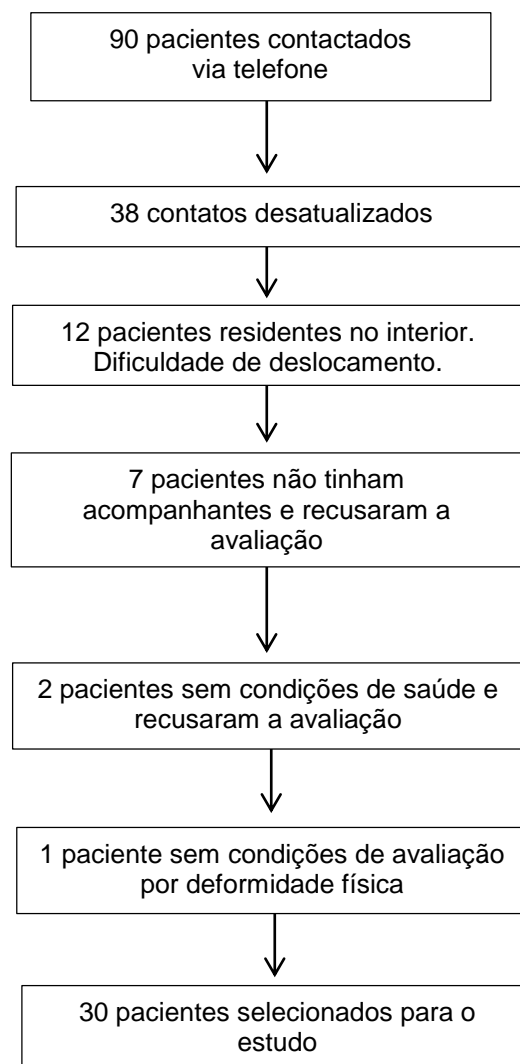 90 pacientes contactados
via telefone
38 contatos desatualizados
12 pacientes residentes no interior.
Dificuldade de deslocamento.
7 pacientes não tinham
acompanhantes e recusaram a
avaliação
2 pacientes sem condições de saúde e
recusaram a avaliação
1 paciente sem condições de avaliação
por deformidade física
30 pacientes selecionados para o
estudo